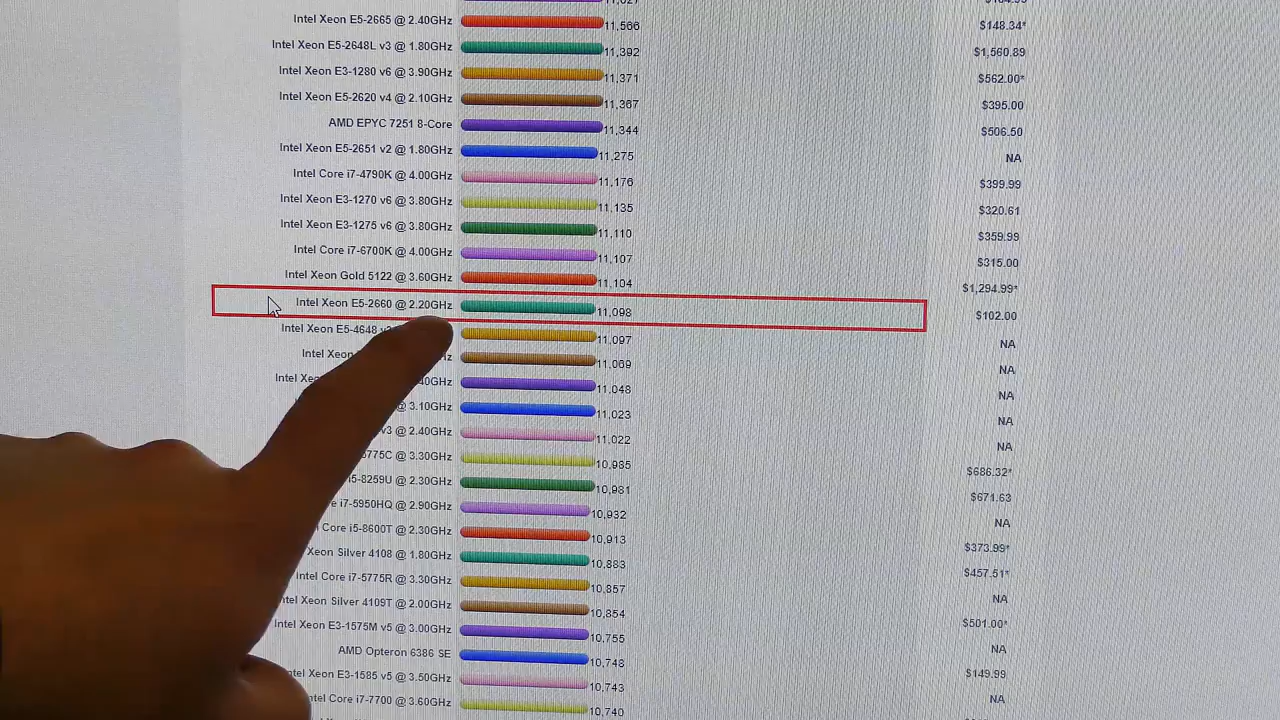 Intel Xeon E5-2665 @ 2.40GHz 11,566 $148.34*
Intel Xeon E5-2648L v3 @ 1.80GHz 11,392 $1,560.89
Intel Xeon E3-1280 v6 @ 3.90GHz 11,371 $562.00*
Intel Xeon E5-2620 v4 @ 2.10GHz 11,367 $395.00
AMD EPYC 7251 8-Core 11,344 $506.50
Intel Xeon E5-2651 v2 @ 1.80GHz 11,275 NA
Intel Core i7-4790K @ 4.00GHz 11,176 $399.99
Intel Xeon E3-1270 v6 @ 3.80GHz 11,135 $320.61
Intel Xeon E3-1275 v6 @ 3.80GHz 11,110 $359.99
Intel Core i7-6700K @ 4.00GHz 11,107 $315.00
Intel Xeon Gold 5122 @ 3.60GHz 11,104 $1,294.99*
Intel Xeon E5-2660 @ 2.20GHz 11,098 $102.00
Intel Xeon E5-4648 11,097 NA
Intel Xeon 11,069 NA
Intel 40GHz 11,048 NA
@ 3.10GHz 11,023 NA
v3 @ 2.40GHz 11,022 NA
5775C @ 3.30GHz 10,985 $686.32*
i5-8259U @ 2.30GHz 10,981 $671.63
i7-5950HQ @ 2.90GHz 10,932 NA
Core i5-8600T @ 2.30GHz 10,913 $373.99*
Xeon Silver 4108 @ 1.80GHz 10,883 $457.51*
Intel Core i7-5775R @ 3.30GHz 10,857 NA
Intel Xeon Silver 4109T @ 2.00GHz 10,854 $501.00*
Intel Xeon E3-1575M v5 @ 3.00GHz 10,755 NA
AMD Opteron 6386 SE 10,748 $149.99
Intel Xeon E3-1585 v5 @ 3.50GHz 10,743 NA
Intel Core i7-7700 @ 3.60GHz 10,740